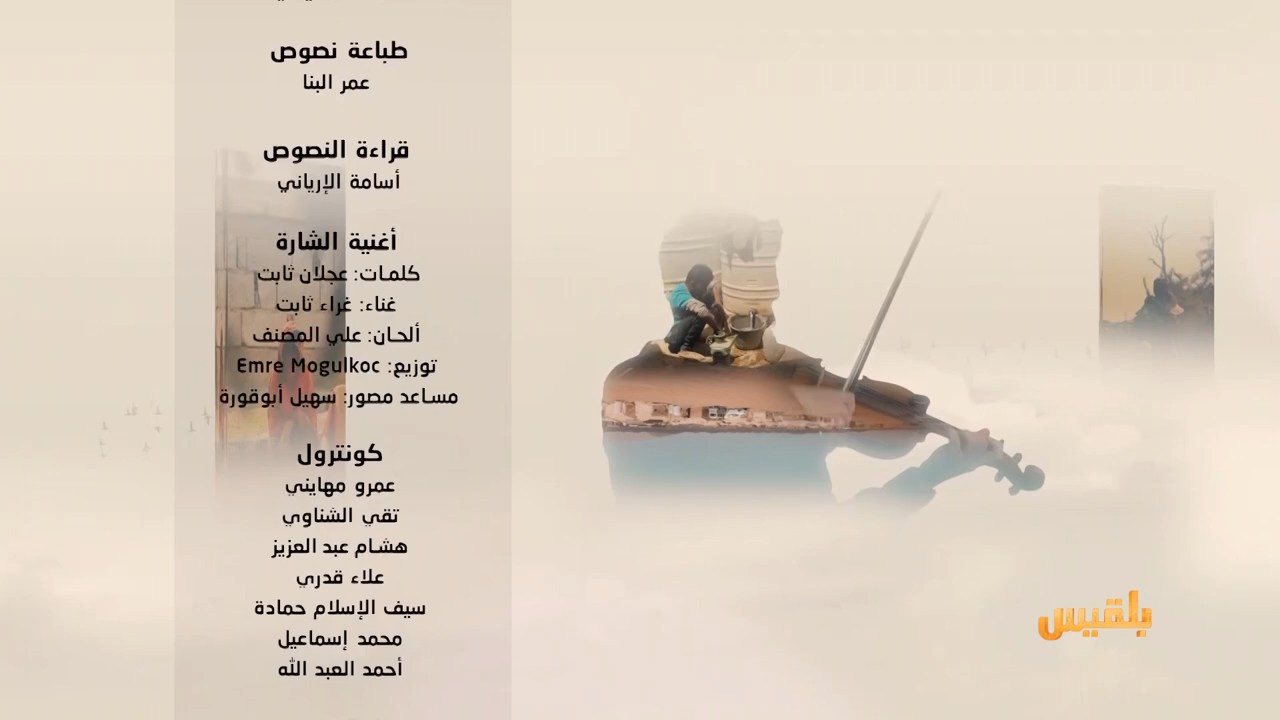 طباعة نصوص
عمر البنا
قراءة النصوص
أسامة الإرياني
أغنية الشارة
كلمات: عجلان ثابت
غناء: غراء ثابت
ألحان: علي المصنف
توزيع: Emre Mogulkoc
مساعد مصور: سهيل أبوقورة
كونترول
عمرو مهايني
تقي الشناوي
هشام عبد العزيز
علاء قدري
سيف الإسلام حمادة
محمد إسماعيل
أحمد العبد الله
بلقيس